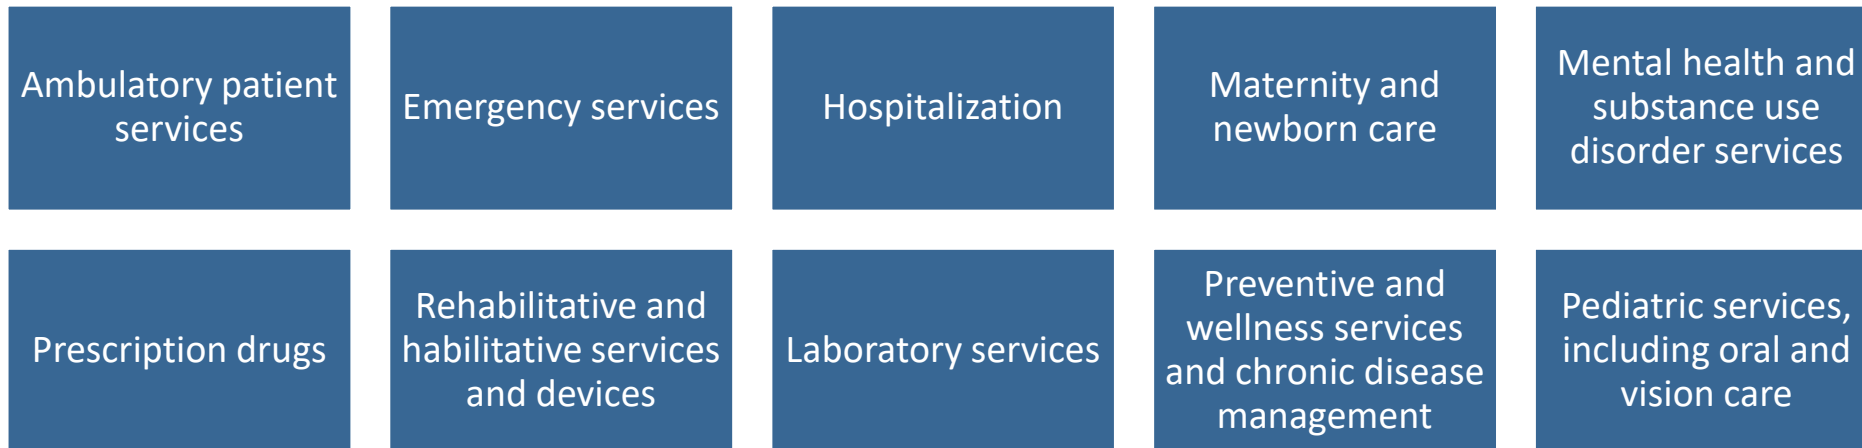 Ambulatory patient
services
Emergency services
Hospitalization
Maternity and
newborn care
Mental health and
substance use
disorder services
Prescription drugs
Rehabilitative and
habilitative services
and devices
Laboratory services
Preventive and
wellness services
and chronic disease
management
Pediatric services,
including oral and
vision care